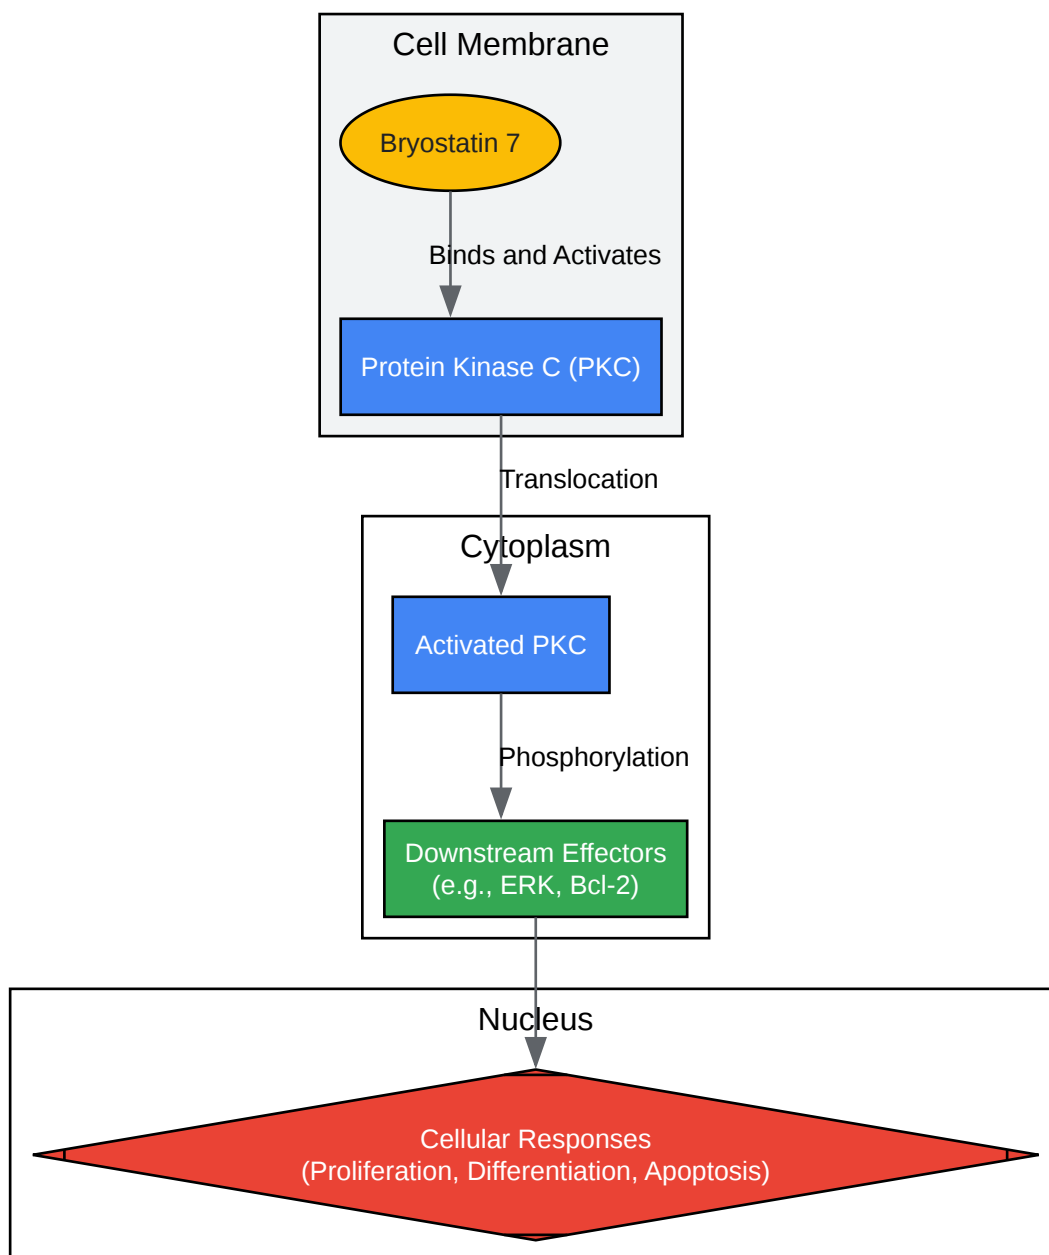 Cell Membrane
Bryostatin 7
Binds and Activates
Protein Kinase C (PKC)
Translocation
Cytoplasm
Activated PKC
Phosphorylation
Downstream Effectors
(e.g., ERK, Bcl-2)
Nucleus
Cellular Responses
(Proliferation, Differentiation, Apoptosis)